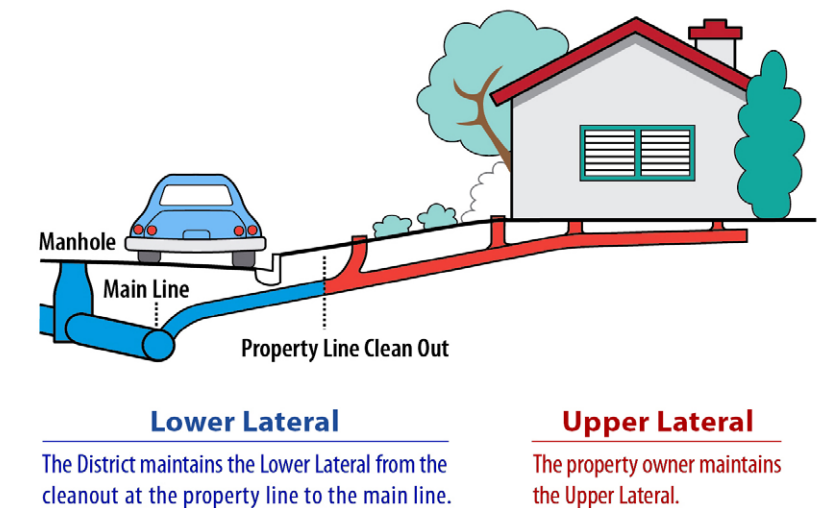 Manhole
Main Line
Property Line Clean Out
Lower Lateral
The District maintains the Lower Lateral from the
cleanout at the property line to the main line.
Upper Lateral
The property owner maintains
the Upper Lateral.